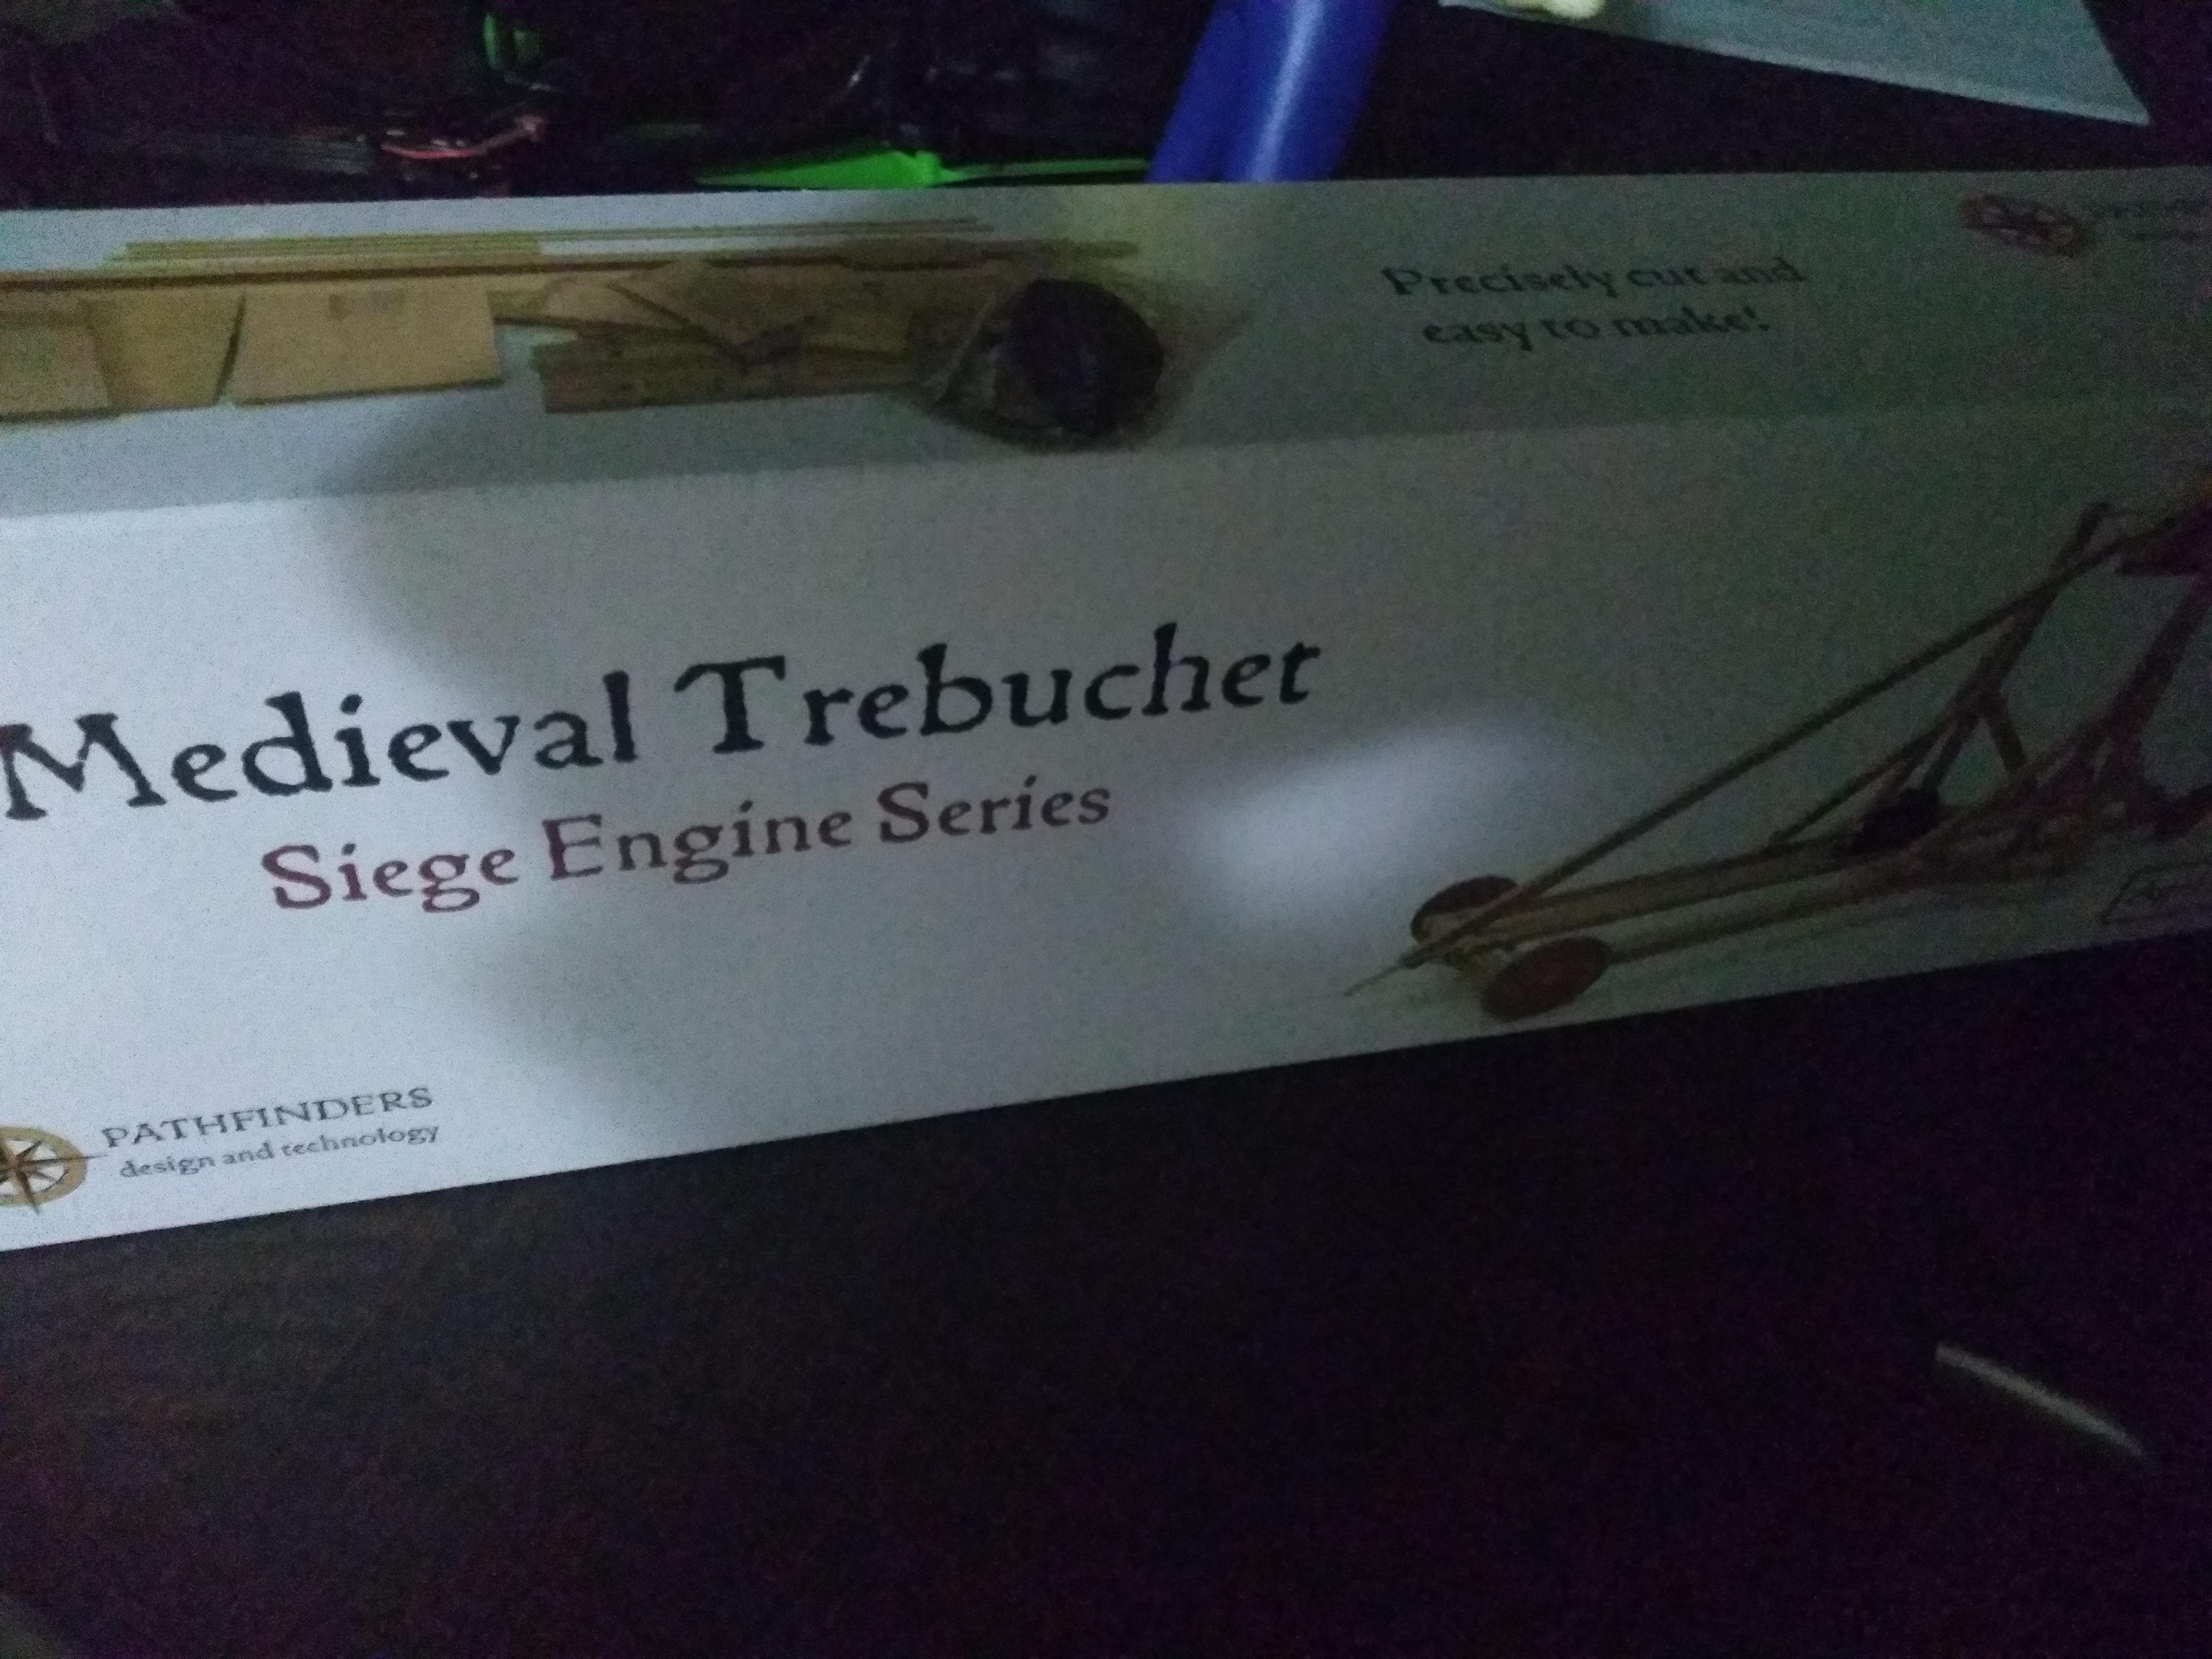 Precisely cut and
easy to make!
Medieval Trebuchet
Siege Engine Series
PATHFINDERS
design and technology